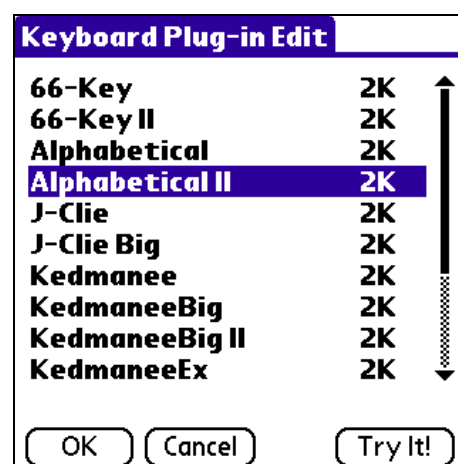 Keyboard Plug-in Edit
66-Key 2K
66-Key II 2K
Alphabetical 2K
Alphabetical II 2K
J-Clie 2K
J-Clie Big 2K
Kedmanee 2K
KedmaneeBig 2K
KedmaneeBig II 2K
KedmaneeEx 2K
OK Cancel Try It!